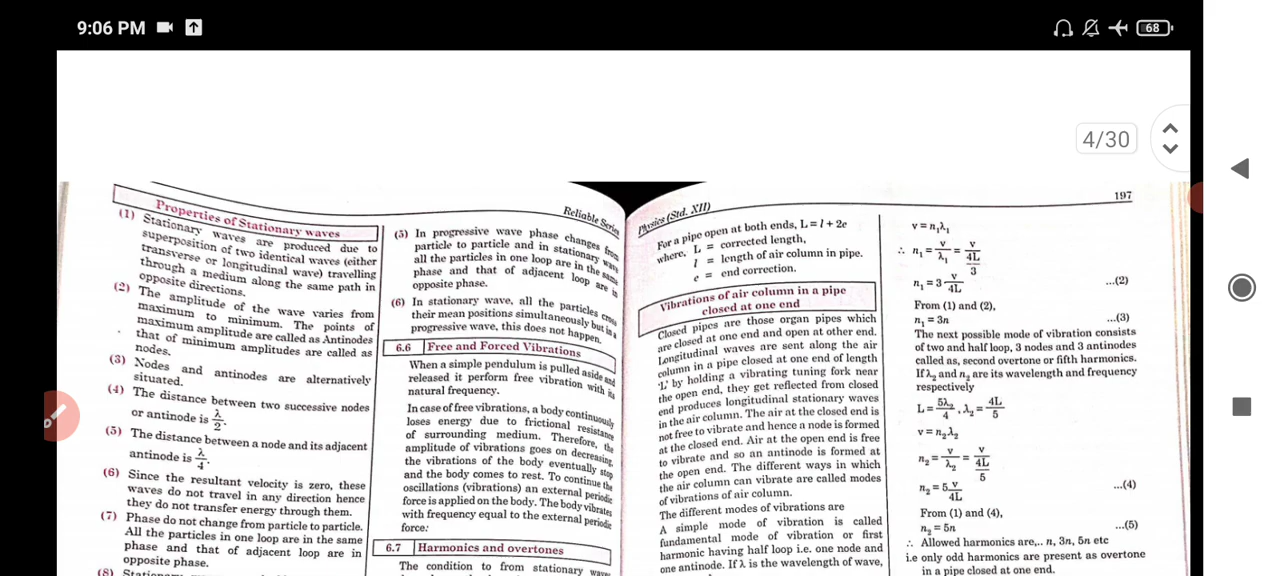 9:06 PM
68
4/30
Reliable Series
Properties of Stationary waves
(1) Stationary waves are produced due to
superposition of two identical waves (either
transverse or longitudinal wave) travelling
through a medium along the same path in
opposite directions.
(2) The amplitude of the wave varies from
maximum to minimum. The points of
maximum amplitude are called as Antinodes
that of minimum amplitudes are called as
nodes.
(3) Nodes and antinodes are alternatively
situated.
(4) The distance between two successive nodes
or antinode is λ/2.
(5) The distance between a node and its adjacent
antinode is λ/4.
(6) Since the resultant velocity is zero, these
waves do not travel in any direction hence
they do not transfer energy through them.
(7) Phase do not change from particle to particle.
All the particles in one loop are in the same
phase and that of adjacent loop are in
opposite phase.
(8)
(5) In progressive wave phase changes from
particle to particle and in stationary wave
all the particles in one loop are in the same
phase and that of adjacent loop are in
opposite phase.
(6) In stationary wave, all the particles cross
their mean positions simultaneously but in a
progressive wave, this does not happen.
6.6 Free and Forced Vibrations
When a simple pendulum is pulled aside and
released it perform free vibration with its
natural frequency.
In case of free vibrations, a body continuously
loses energy due to frictional resistance
of surrounding medium. Therefore, the
amplitude of vibrations goes on decreasing,
the vibrations of the body eventually stop
and the body comes to rest. To continue the
oscillations (vibrations) an external periodic
force is applied on the body. The body vibrates
with frequency equal to the external periodic
force:
6.7 Harmonics and overtones
The condition to from stationary wave
Physics (Std. XII)
197
For a pipe open at both ends, L = l + 2e
where, L = corrected length,
l = length of air column in pipe.
e = end correction.
Vibrations of air column in a pipe
closed at one end
Closed pipes are those organ pipes which
are closed at one end and open at other end.
Longitudinal waves are sent along the air
column in a pipe closed at one end of length
'L' by holding a vibrating tuning fork near
the open end, they get reflected from closed
end produces longitudinal stationary waves
in the air column. The air at the closed end is
not free to vibrate and hence a node is formed
at the closed end. Air at the open end is free
to vibrate and so an antinode is formed at
the open end. The different ways in which
the air column can vibrate are called modes
of vibrations of air column.
The different modes of vibrations are
A simple mode of vibration is called
fundamental mode of vibration or first
harmonic having half loop i.e. one node and
one antinode. If λ is the wavelength of wave,
v = n₁λ₁
∴ n₁ = v/λ₁ = v/(4L/3)
n₁ = 3 v/4L ...(2)
From (1) and (2),
n₁ = 3n ...(3)
The next possible mode of vibration consists
of two and half loop, 3 nodes and 3 antinodes
called as, second overtone or fifth harmonics.
If λ₂ and n₂ are its wavelength and frequency
respectively
L = 5λ₂/4, λ₂ = 4L/5
v = n₂λ₂
n₂ = v/λ₂ = v/(4L/5)
n₂ = 5 v/4L ...(4)
From (1) and (4),
n₂ = 5n ...(5)
∴ Allowed harmonics are,.. n, 3n, 5n etc
i.e only odd harmonics are present as overtone
in a pipe closed at one end.